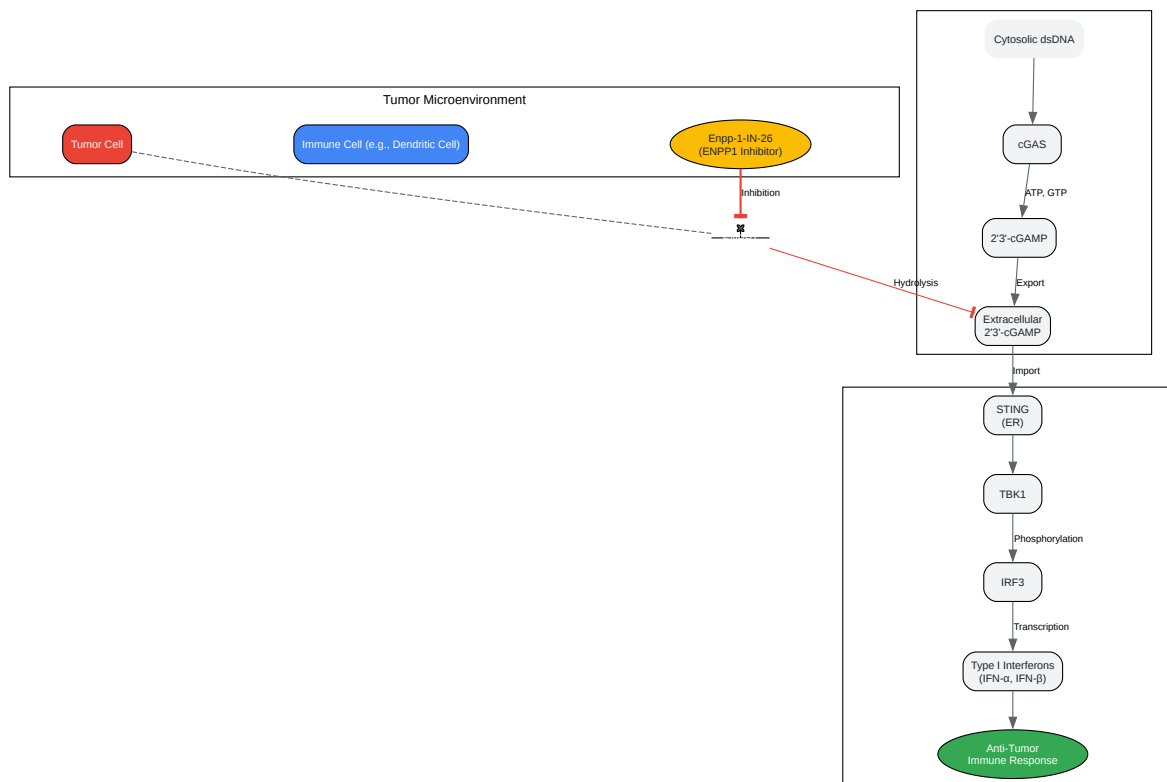 Cytosolic dsDNA
Tumor Microenvironment
Tumor Cell
Immune Cell (e.g., Dendritic Cell)
Enpp-1-IN-26
(ENPP1 Inhibitor)
cGAS
Inhibition
ATP, GTP
2'3'-cGAMP
Hydrolysis
Export
Extracellular
2'3'-cGAMP
Import
STING
(ER)
TBK1
Phosphorylation
IRF3
Transcription
Type I Interferons
(IFN-α, IFN-β)
Anti-Tumor
Immune Response